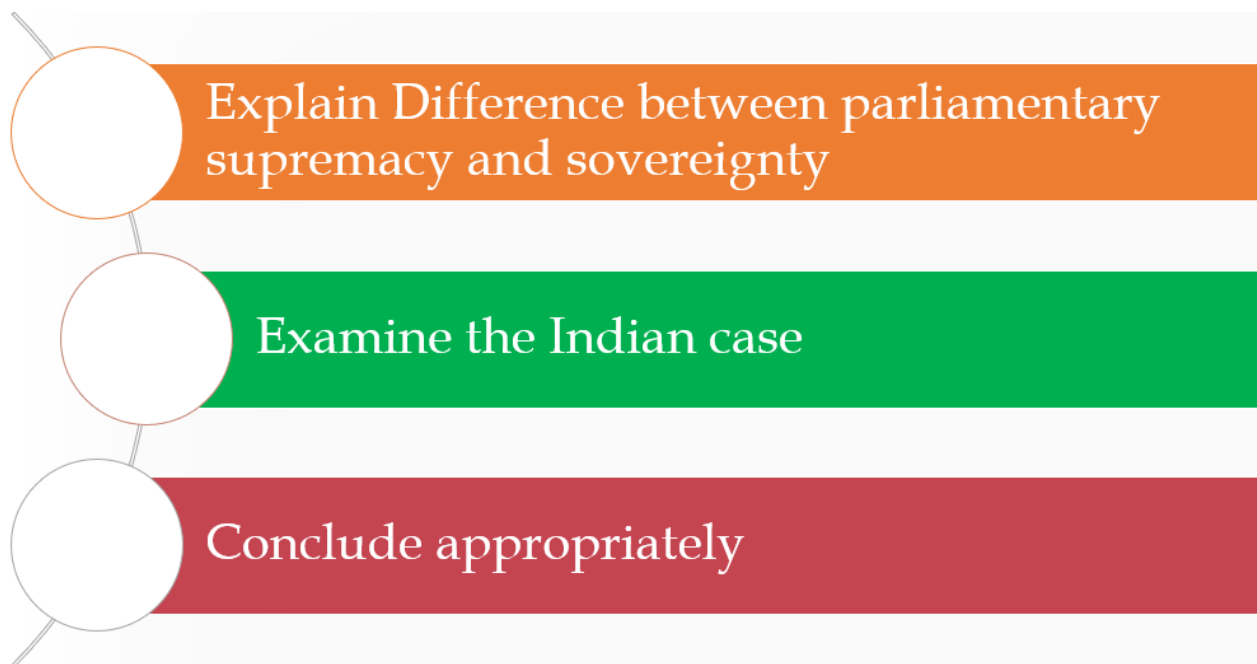 Explain Difference between parliamentary
supremacy and sovereignty
Examine the Indian case
Conclude appropriately